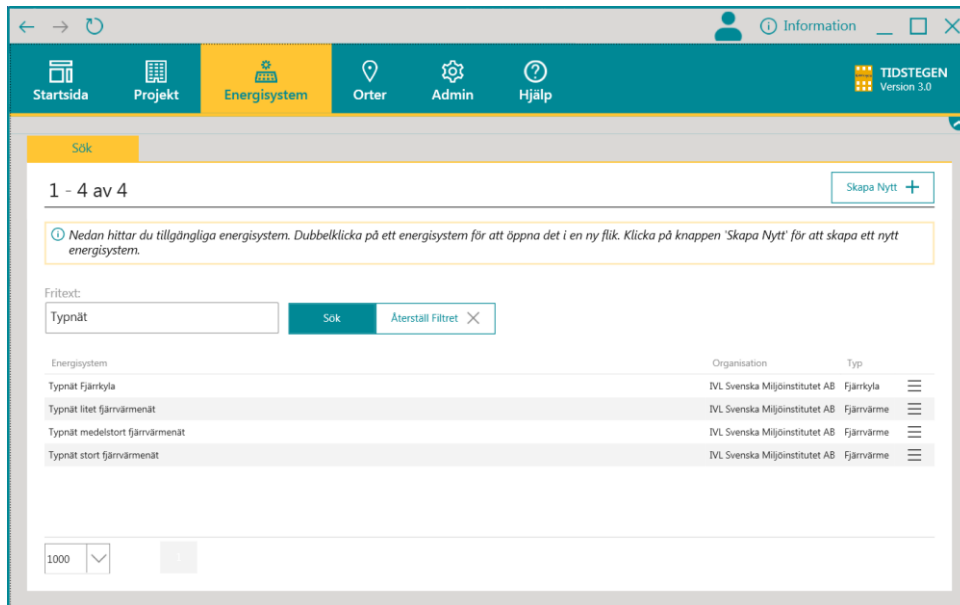 Information
Startsida
Projekt
Energisystem
Orter
Admin
Hjälp
TIDSTEGEN
Version 3.0
Sök
1 - 4 av 4
Skapa Nytt
Nedan hittar du tillgängliga energisystem. Dubbelklicka på ett energisystem för att öppna det i en ny flik. Klicka på knappen 'Skapa Nytt' för att skapa ett nytt
energisystem.
Fritext:
Typnät
Sök
Återställ Filtret
Energisystem Organisation Typ
Typnät Fjärrkyla IVL Svenska Miljöinstitutet AB Fjärrkyla
Typnät litet fjärrvärmenät IVL Svenska Miljöinstitutet AB Fjärrvärme
Typnät medelstort fjärrvärmenät IVL Svenska Miljöinstitutet AB Fjärrvärme
Typnät stort fjärrvärmenät IVL Svenska Miljöinstitutet AB Fjärrvärme
1000
1